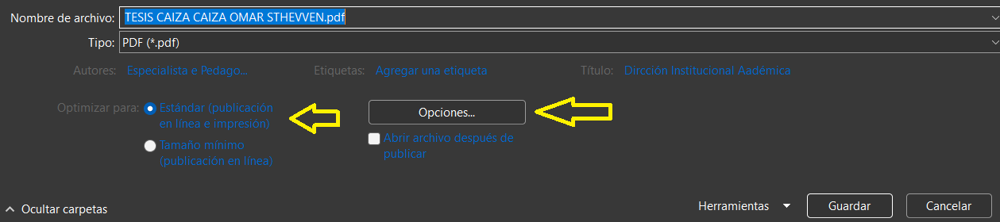 Nombre de archivo: TESIS CAIZA CAIZA OMAR STHEVVEN.pdf
Tipo: PDF (*.pdf)
Autores: Especialista e Pedago... Etiquetas: Agregar una etiqueta Título: Dircción Institucional Aadémica
Optimizar para: Estándar (publicación
en línea e impresión)
Tamaño mínimo
(publicación en línea)
Opciones...
Abrir archivo después de
publicar
Ocultar carpetas
Herramientas Guardar Cancelar